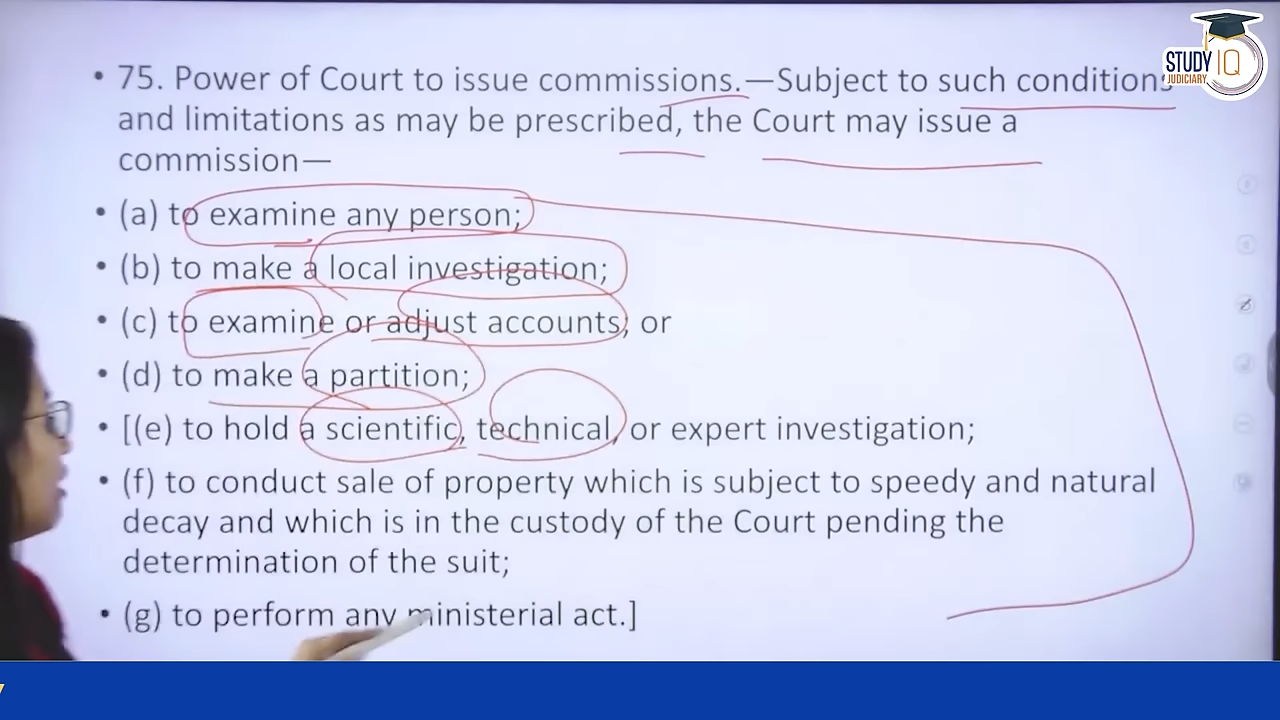 STUDY IQ
JUDICIARY
• 75. Power of Court to issue commissions.—Subject to such conditions
and limitations as may be prescribed, the Court may issue a
commission—
• (a) to examine any person;
• (b) to make a local investigation;
• (c) to examine or adjust accounts; or
• (d) to make a partition;
• [(e) to hold a scientific, technical, or expert investigation;
• (f) to conduct sale of property which is subject to speedy and natural
decay and which is in the custody of the Court pending the
determination of the suit;
• (g) to perform any ministerial act.]